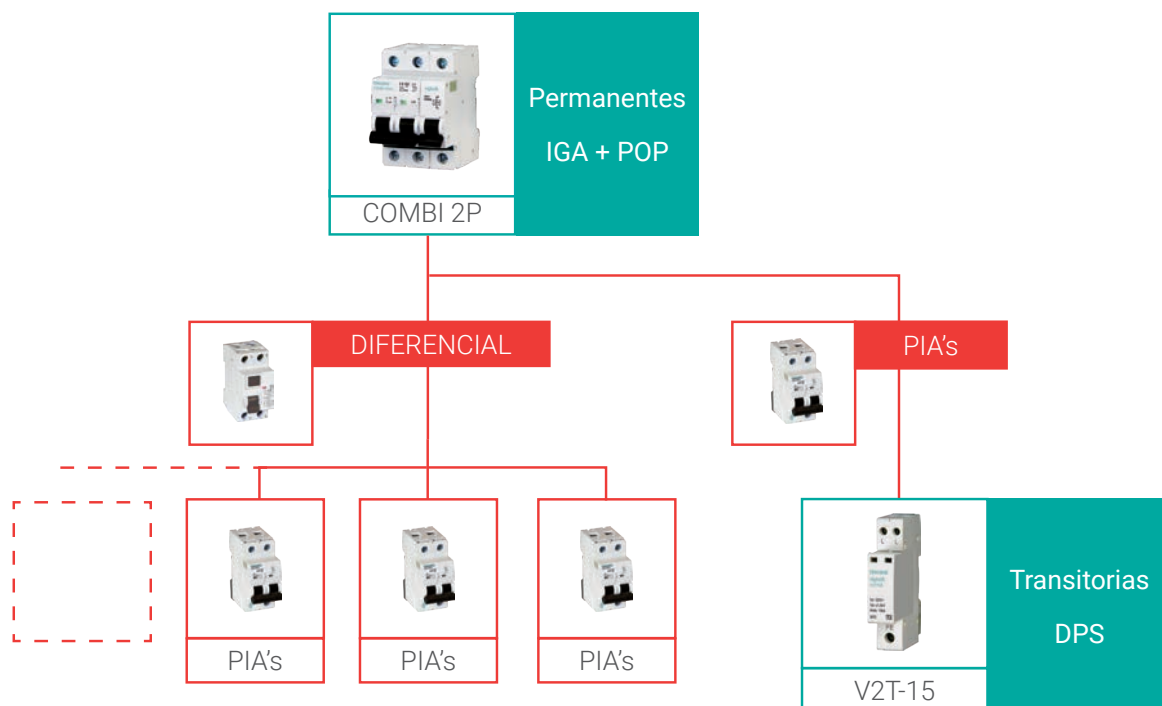 Permanentes
IGA + POP
COMBI 2P
DIFERENCIAL
PIA's
PIA's
PIA's
PIA's
Transitorias
DPS
V2T-15